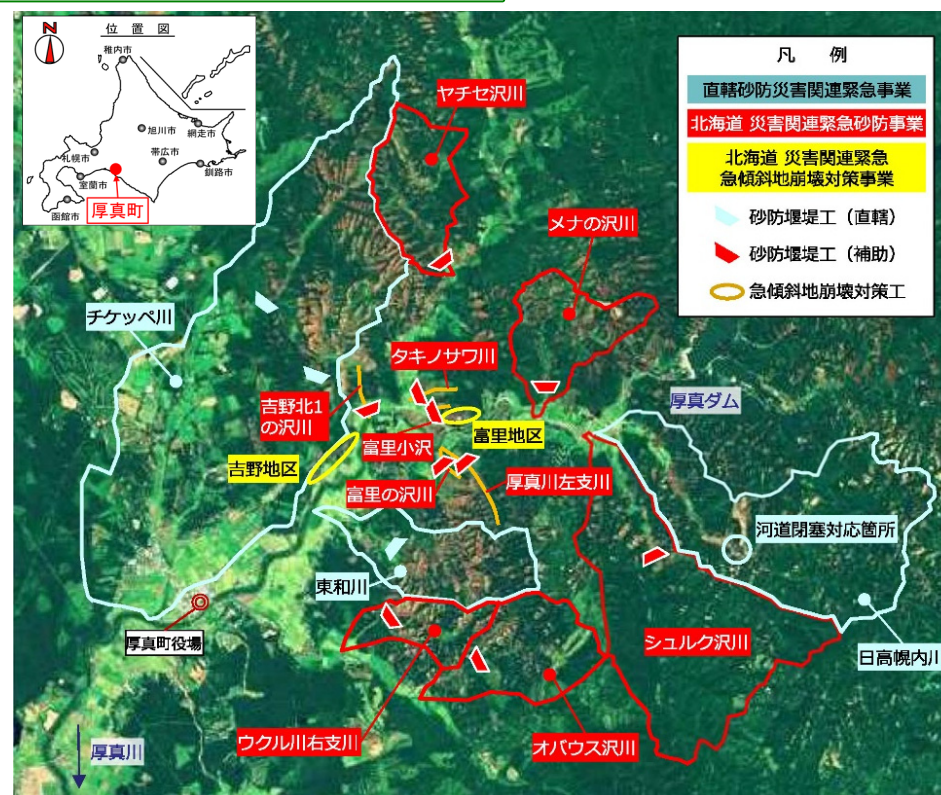 N
位置図
稚内市
旭川市
網走市
札幌市
帯広市
釧路市
室蘭市
函館市
厚真町
凡 例
直轄砂防災害関連緊急事業
北海道 災害関連緊急砂防事業
北海道 災害関連緊急
急傾斜地崩壊対策事業
砂防堰堤工（直轄）
砂防堰堤工（補助）
急傾斜地崩壊対策工
ヤチセ沢川
メナの沢川
チケッペ川
タキノサワ川
厚真ダム
吉野北1
の沢川
富里小沢
富里地区
吉野地区
富里の沢川
厚真川左支川
河道閉塞対応箇所
東和川
厚真町役場
シュルク沢川
日高幌内川
ウクル川右支川
オバウス沢川
厚真川